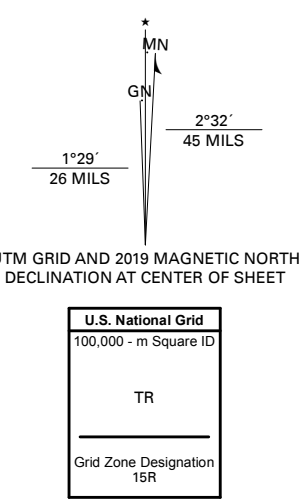 ★
MN
GN
2°32´
45 MILS
1°29´
26 MILS
UTM GRID AND 2019 MAGNETIC NORTH
DECLINATION AT CENTER OF SHEET
U.S. National Grid
100,000 - m Square ID
TR
Grid Zone Designation
15R